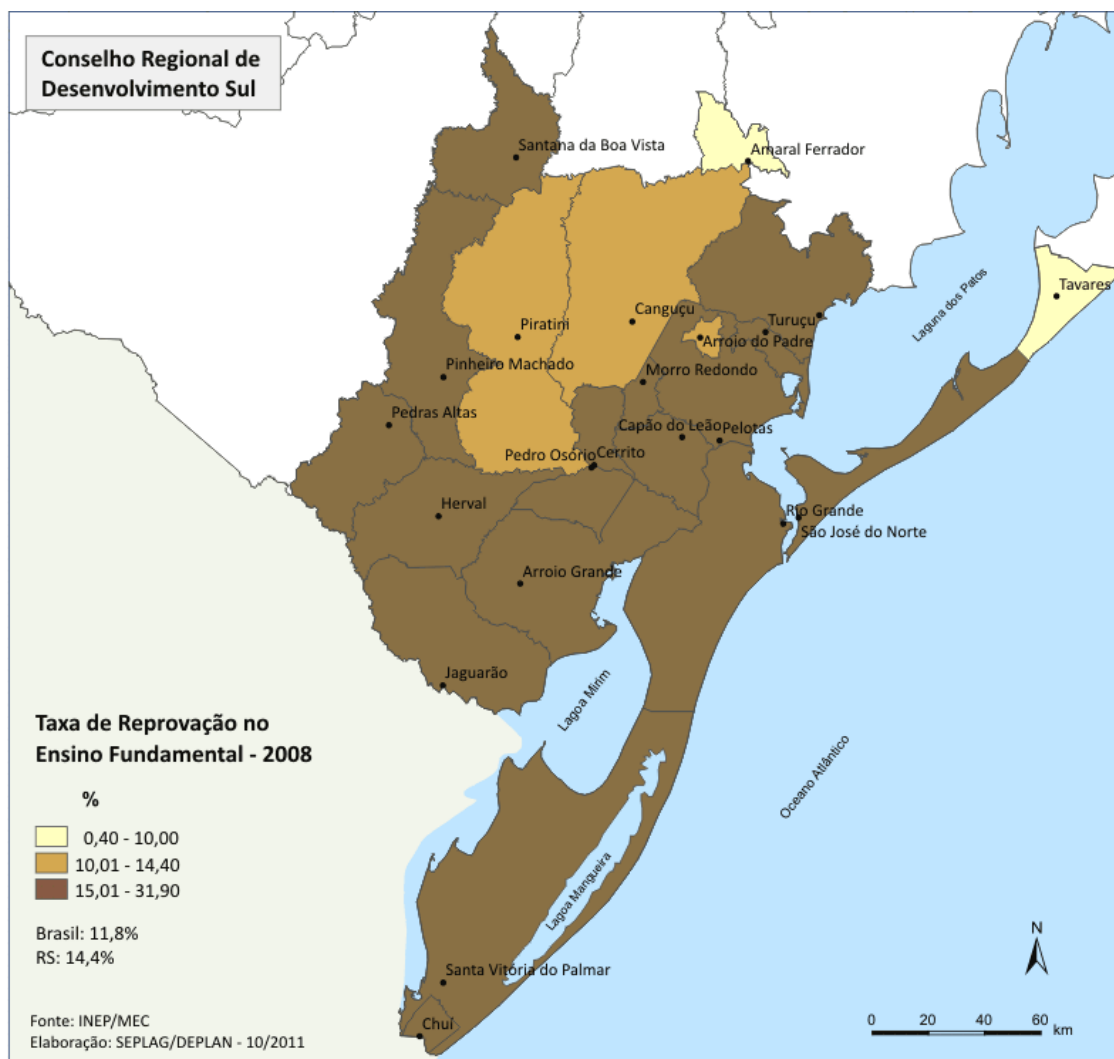 Conselho Regional de
Desenvolvimento Sul
Santana da Boa Vista
Amaral Ferrador
Laguna dos Patos
Tavares
Canguçu
Piratini
Turuçu
Arroio do Padre
Pinheiro Machado
Morro Redondo
Pedras Altas
Capão do Leão
Pelotas
Pedro Osório
Cerrito
Herval
Rio Grande
São José do Norte
Arroio Grande
Jaguarão
Lagoa Mirim
Oceano Atlântico
Lagoa Mangueira
Santa Vitória do Palmar
Chuí
Taxa de Reprovação no
Ensino Fundamental - 2008
%
0,40 - 10,00
10,01 - 14,40
15,01 - 31,90
Brasil: 11,8%
RS: 14,4%
Fonte: INEP/MEC
Elaboração: SEPLAG/DEPLAN - 10/2011
N
0 20 40 60
km